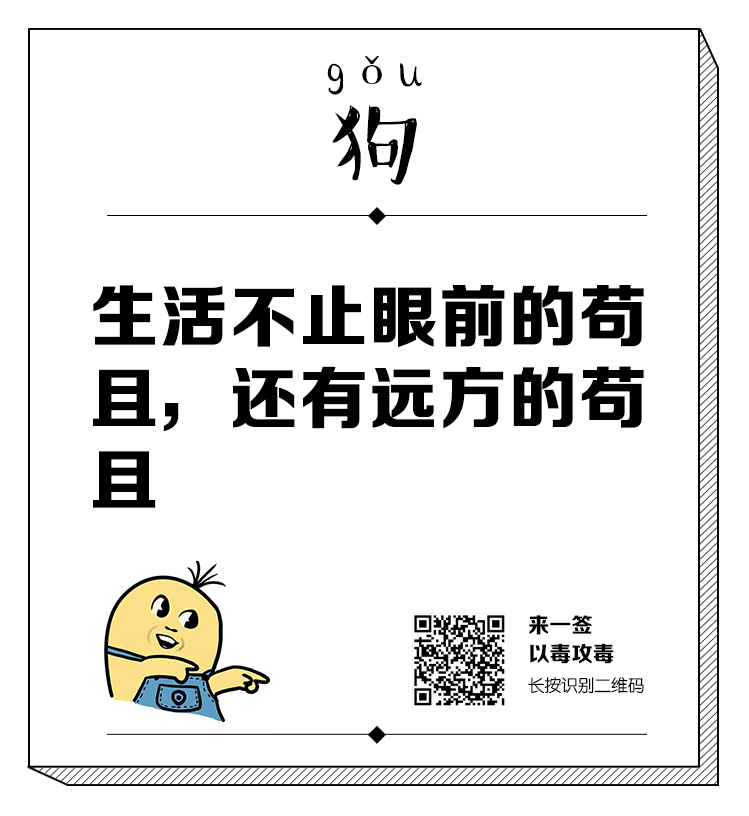 gǒu
狗
生活不止眼前的苟
且，还有远方的苟
且
来一签
以毒攻毒
长按识别二维码